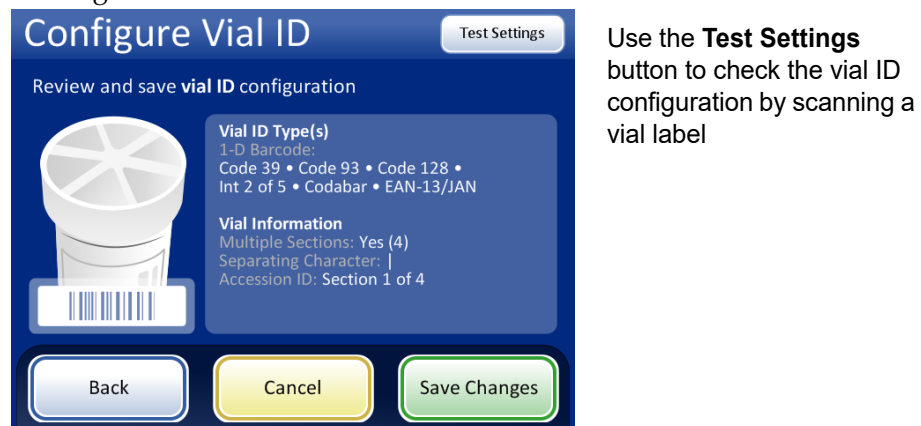 Configure Vial ID
Test Settings
Review and save vial ID configuration
Vial ID Type(s)
1-D Barcode:
Code 39 • Code 93 • Code 128 •
Int 2 of 5 • Codabar • EAN-13/JAN
Vial Information
Multiple Sections: Yes (4)
Separating Character: |
Accession ID: Section 1 of 4
Back
Cancel
Save Changes
Use the Test Settings
button to check the vial ID
configuration by scanning a
vial label